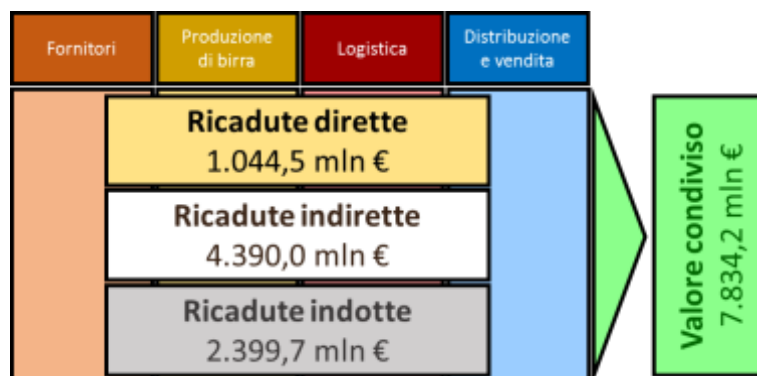 Fornitori
Produzione
di birra
Logistica
Distribuzione
e vendita
Ricadute dirette
1.044,5 mln €
Ricadute indirette
4.390,0 mln €
Ricadute indotte
2.399,7 mln €
Valore condiviso
7.834,2 mln €